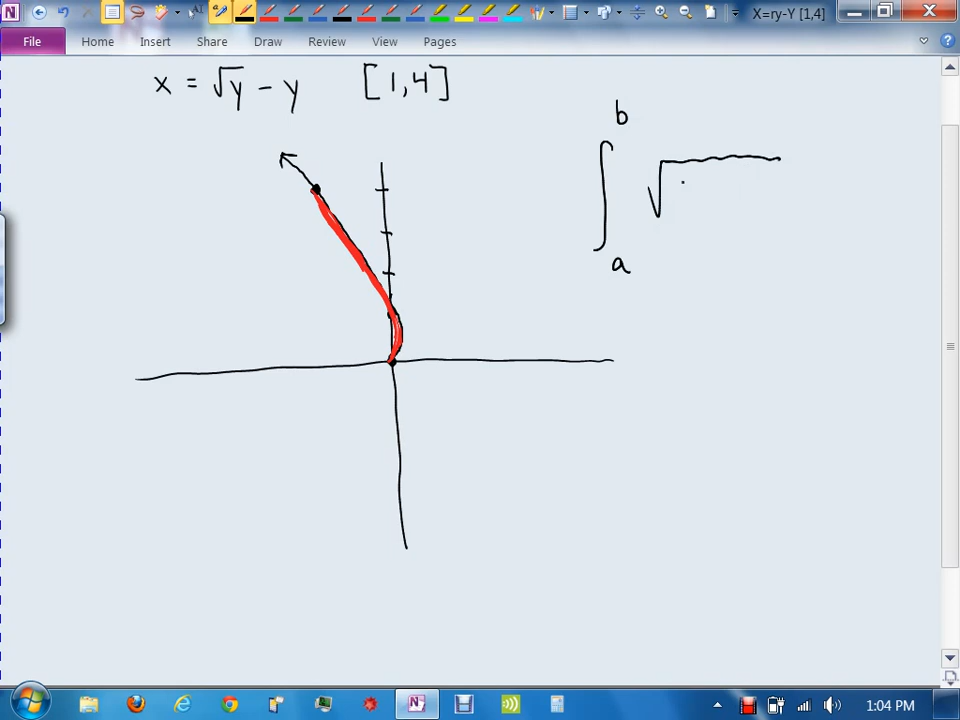 X=ry-Y [1,4]
File Home Insert Share Draw Review View Pages
x = √y - y [1,4]
b
∫ √
a
1:04 PM